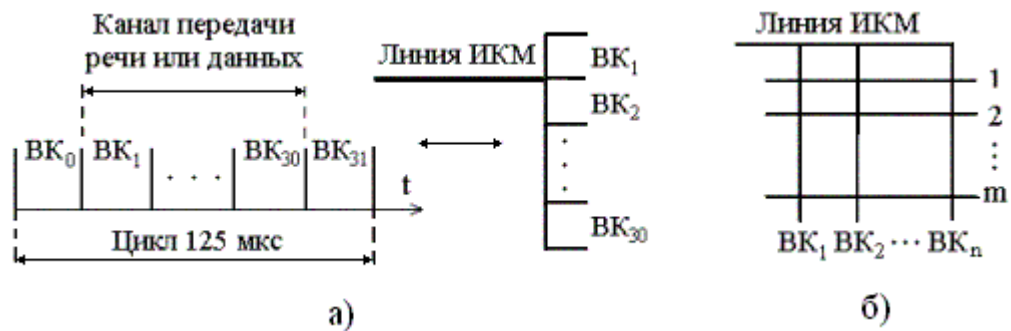 Канал передачи
речи или данных
ВК₀ ВК₁ . . . ВК₃₀ ВК₃₁
t
Цикл 125 мкс
а)
Линия ИКМ
ВК₁
ВК₂
ВК₃₀
Линия ИКМ
1
2
m
ВК₁ ВК₂ ··· ВКₙ
б)